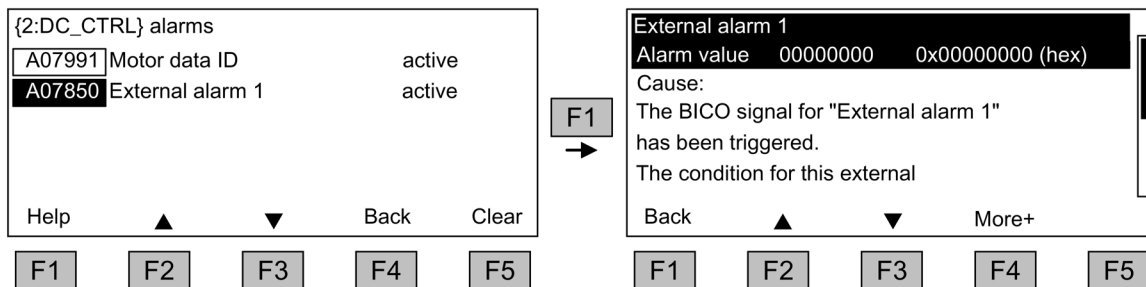 {2:DC_CTRL} alarms
A07991 Motor data ID active
A07850 External alarm 1 active
Help ▲ ▼ Back Clear
F1 F2 F3 F4 F5
F1
External alarm 1
Alarm value 00000000 0x00000000 (hex)
Cause:
The BICO signal for "External alarm 1"
has been triggered.
The condition for this external
Back ▲ ▼ More+
F1 F2 F3 F4 F5